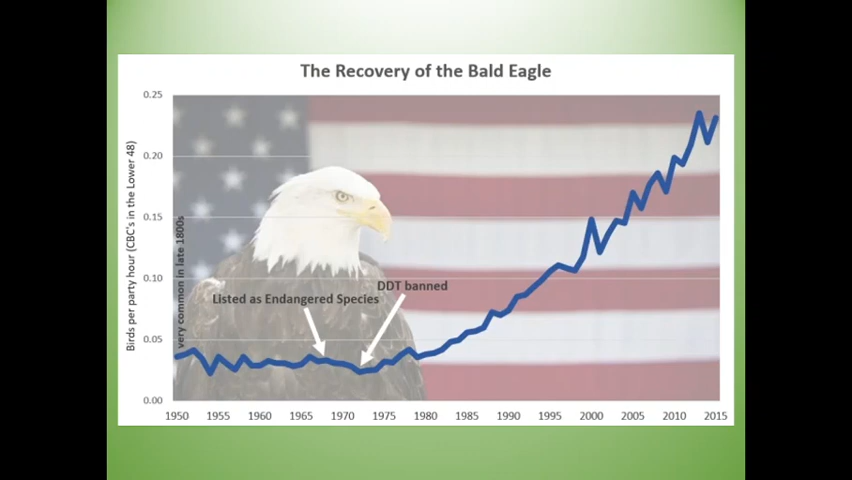 The Recovery of the Bald Eagle
0.25
0.20
0.15
0.10
0.05
0.00
Birds per party hour (CBC's in the Lower 48)
very common in late 1800s
DDT banned
Listed as Endangered Species
1950 1955 1960 1965 1970 1975 1980 1985 1990 1995 2000 2005 2010 2015